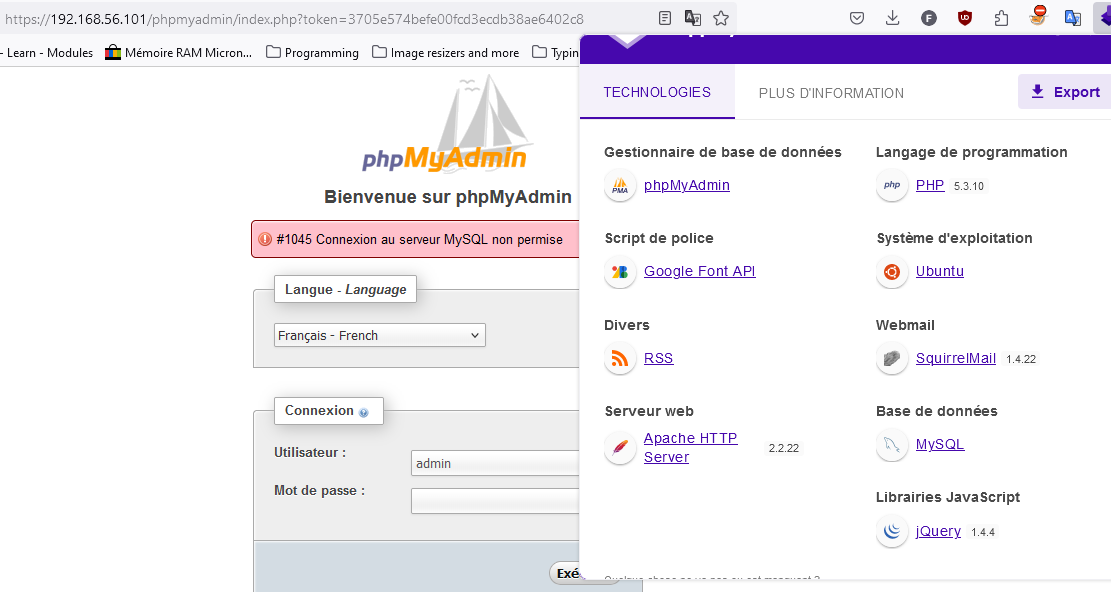 https://192.168.56.101/phpmyadmin/index.php?token=3705e574befe00fcd3ecdb38ae6402c8
- Learn - Modules
Mémoire RAM Micron...
Programming
Image resizers and more
Typin
TECHNOLOGIES
PLUS D'INFORMATION
Export
phpMyAdmin
Bienvenue sur phpMyAdmin
#1045 Connexion au serveur MySQL non permise
Langue - Language
Français - French
Connexion
Utilisateur :
admin
Mot de passe :
Exé
Gestionnaire de base de données
PMA
phpMyAdmin
Script de police
Google Font API
Divers
RSS
Serveur web
Apache HTTP
Server
2.2.22
Langage de programmation
php
PHP
5.3.10
Système d'exploitation
Ubuntu
Webmail
SquirrelMail
1.4.22
Base de données
MySQL
Librairies JavaScript
jQuery
1.4.4